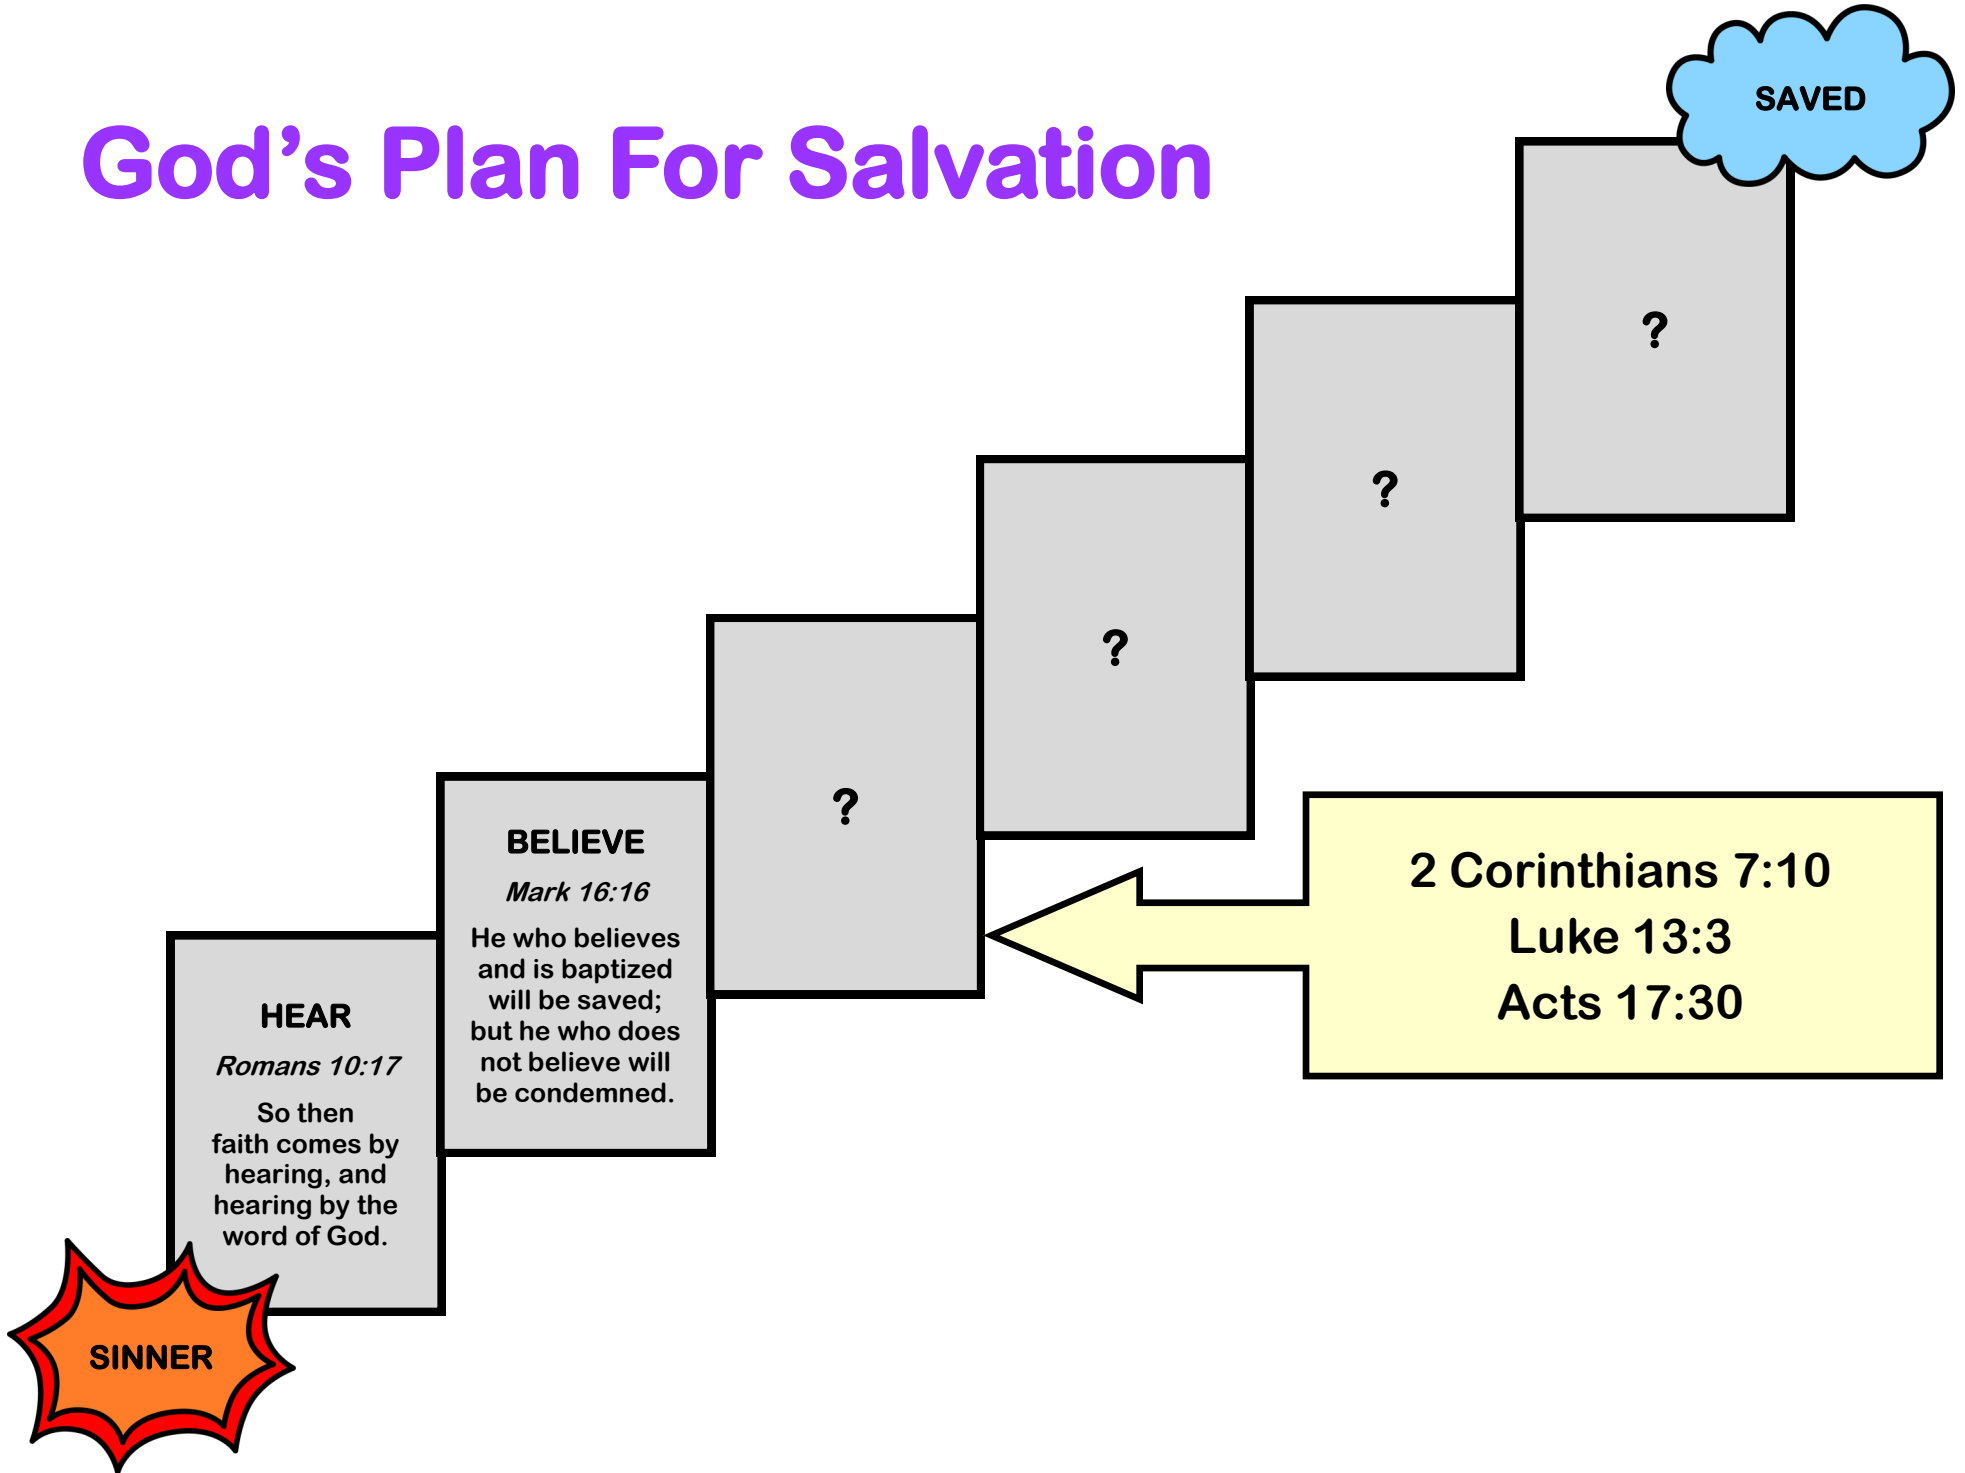 SAVED
God’s Plan For Salvation
?
?
?
?
BELIEVE
Mark 16:16
He who believes
and is baptized
will be saved;
but he who does
not believe will
be condemned.
2 Corinthians 7:10
Luke 13:3
Acts 17:30
HEAR
Romans 10:17
So then
faith comes by
hearing, and
hearing by the
word of God.
SINNER